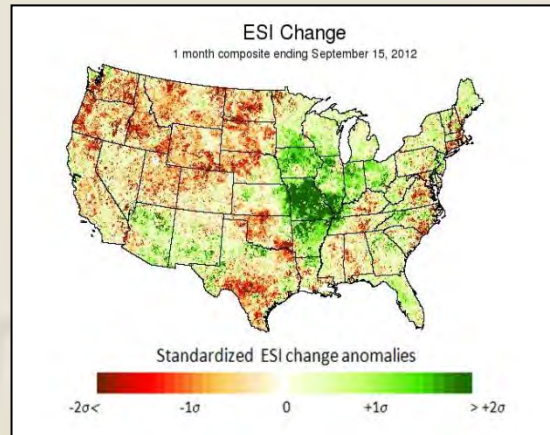 ESI Change
1 month composite ending September 15, 2012
Standardized ESI change anomalies
-2σ< -1σ 0 +1σ > +2σ